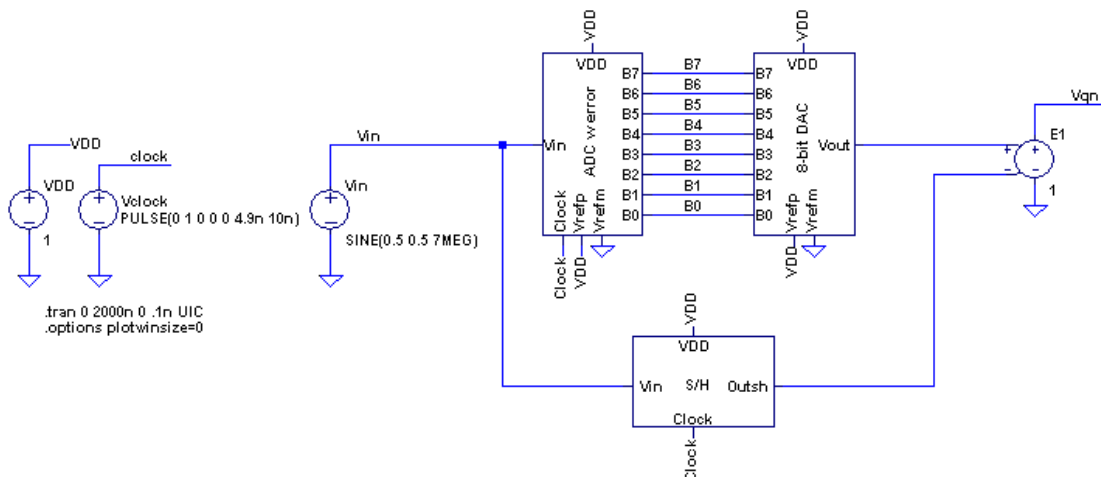 VDD
clock
VDD
1
Vclock
PULSE(0 1 0 0 0 4.9n 10n)
Vin
Vin
SINE(0.5 0.5 7MEG)
.tran 0 2000n 0 .1n UIC
.options plotwinsize=0
VDD
VDD
Vin
ADC werror
B7
B6
B5
B4
B3
B2
B1
B0
Clock
Vrefp
Vrefm
Clock
VDD
B7
B6
B5
B4
B3
B2
B1
B0
VDD
VDD
B7
B6
B5
B4
B3
B2
B1
B0
8-bit DAC
Vout
Vrefp
Vrefm
VDD
VDD
VDD
Vin
S/H
Outsh
Clock
Clock
Vqn
E1
1